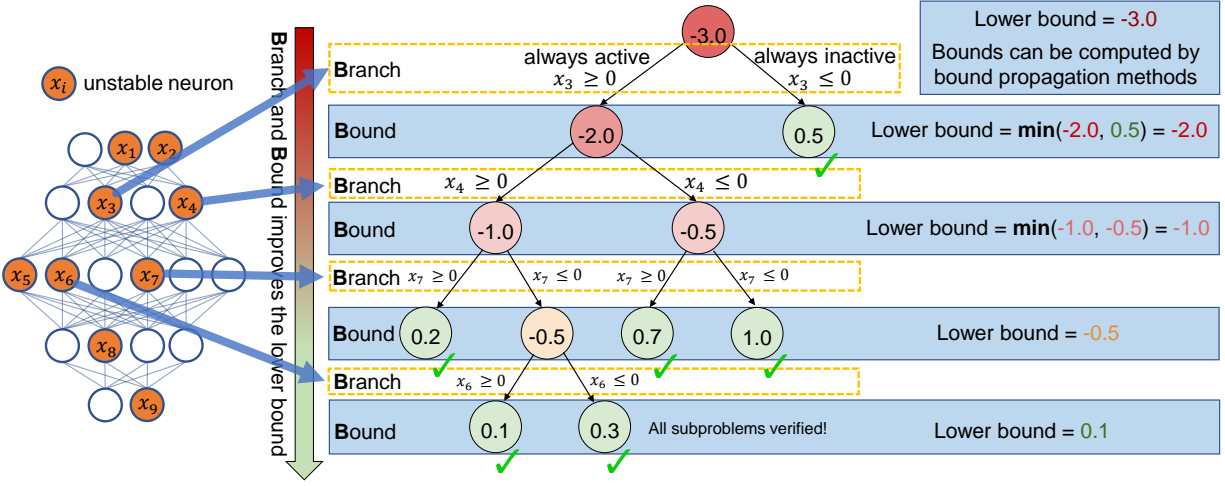 -3.0
Lower bound = -3.0
Bounds can be computed by
bound propagation methods
always active
x₃ ≥ 0
always inactive
x₃ ≤ 0
Branch
xᵢ unstable neuron
Branch and Bound improves the lower bound
Bound
-2.0
0.5
Lower bound = min(-2.0, 0.5) = -2.0
x₁
x₂
Branch
x₄ ≥ 0
x₄ ≤ 0
x₃
x₄
Bound
-1.0
-0.5
Lower bound = min(-1.0, -0.5) = -1.0
x₅
x₆
x₇
Branch
x₇ ≥ 0
x₇ ≤ 0
x₇ ≥ 0
x₇ ≤ 0
Bound
0.2
-0.5
0.7
1.0
Lower bound = -0.5
x₈
Branch
x₆ ≥ 0
x₆ ≤ 0
x₉
Bound
0.1
0.3
All subproblems verified!
Lower bound = 0.1